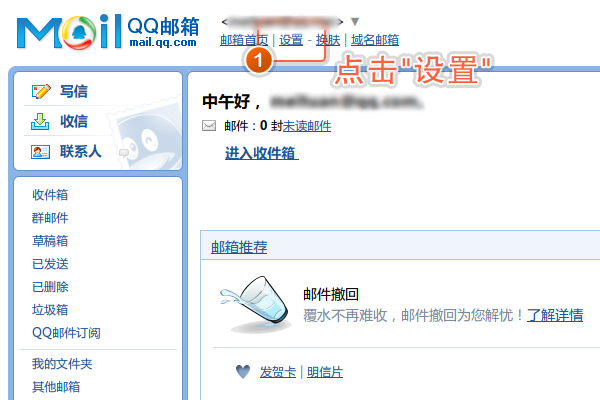 Mail QQ邮箱
mail.qq.com
邮箱首页 | 设置 - 换肤 | 域名邮箱
1
点击"设置"
写信
收信
联系人
中午好，
邮件：0 封未读邮件
进入收件箱
收件箱
群邮件
草稿箱
已发送
已删除
垃圾箱
QQ邮件订阅
我的文件夹
其他邮箱
邮箱推荐
邮件撤回
覆水不再难收，邮件撤回为您解忧！了解详情
发贺卡 | 明信片